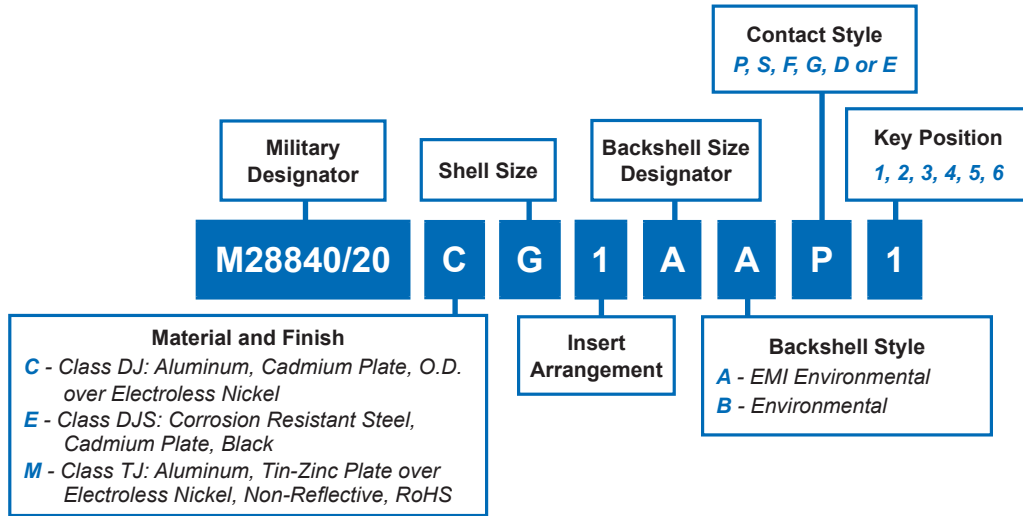 Contact Style
P, S, F, G, D or E
Military
Designator
Shell Size
Backshell Size
Designator
Key Position
1, 2, 3, 4, 5, 6
M28840/20 C G 1 A A P 1
Material and Finish
C - Class DJ: Aluminum, Cadmium Plate, O.D.
over Electroless Nickel
E - Class DJS: Corrosion Resistant Steel,
Cadmium Plate, Black
M - Class TJ: Aluminum, Tin-Zinc Plate over
Electroless Nickel, Non-Reflective, RoHS
Insert
Arrangement
Backshell Style
A - EMI Environmental
B - Environmental